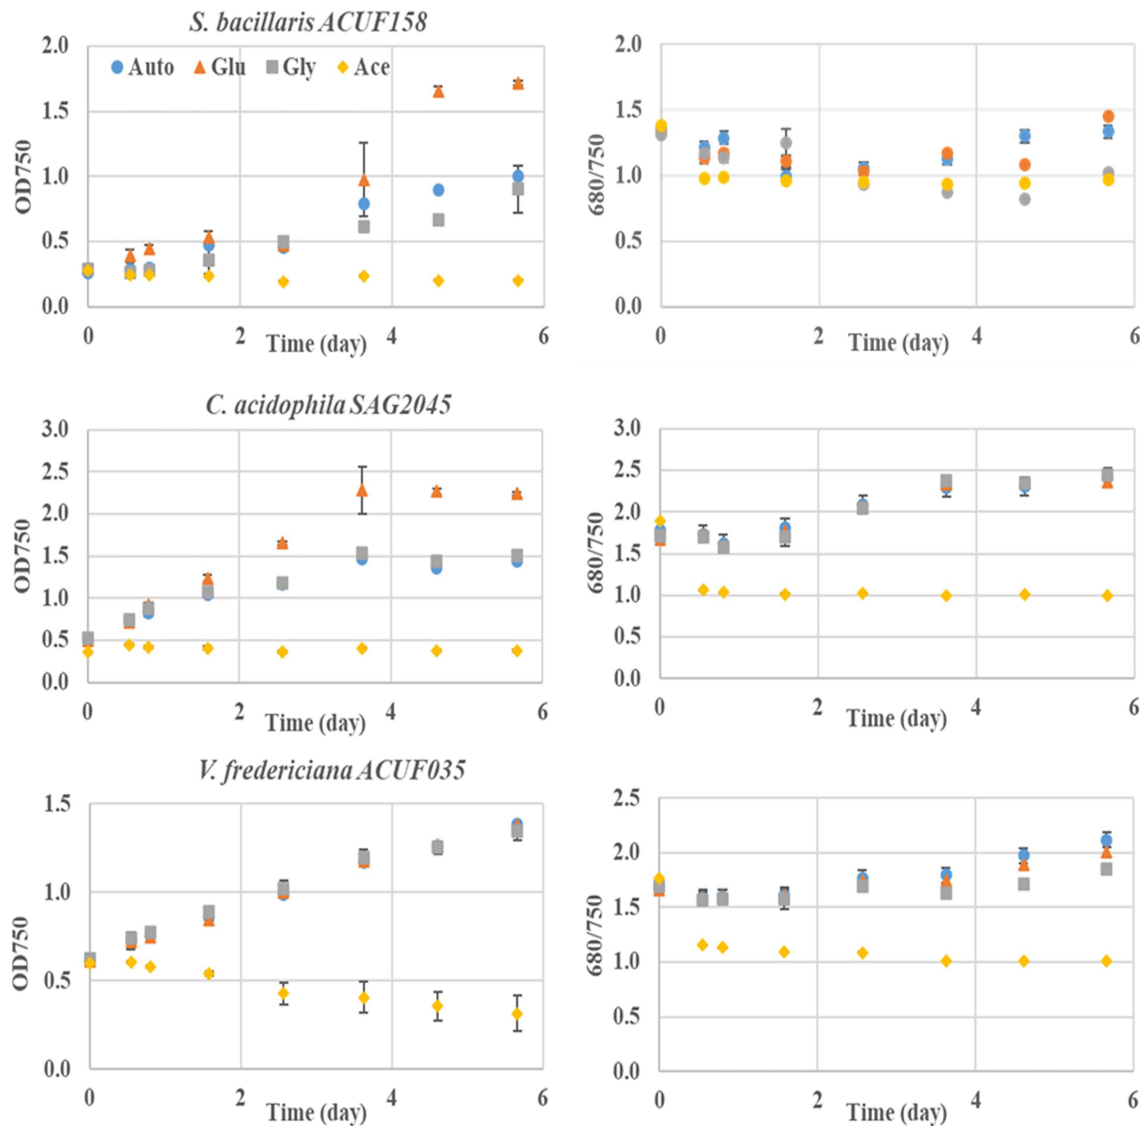 S. bacillaris ACUF158
2.0
1.5
1.0
0.5
0.0
OD750
Auto Glu Gly Ace
0 2 4 6
Time (day)
2.0
1.5
1.0
0.5
0.0
680/750
0 2 4 6
Time (day)
C. acidophila SAG2045
3.0
2.5
2.0
1.5
1.0
0.5
0.0
OD750
0 2 4 6
Time (day)
3.0
2.5
2.0
1.5
1.0
0.5
0.0
680/750
0 2 4 6
Time (day)
V. fredericiana ACUF035
1.5
1.0
0.5
0.0
OD750
0 2 4 6
Time (day)
2.5
2.0
1.5
1.0
0.5
0.0
680/750
0 2 4 6
Time (day)